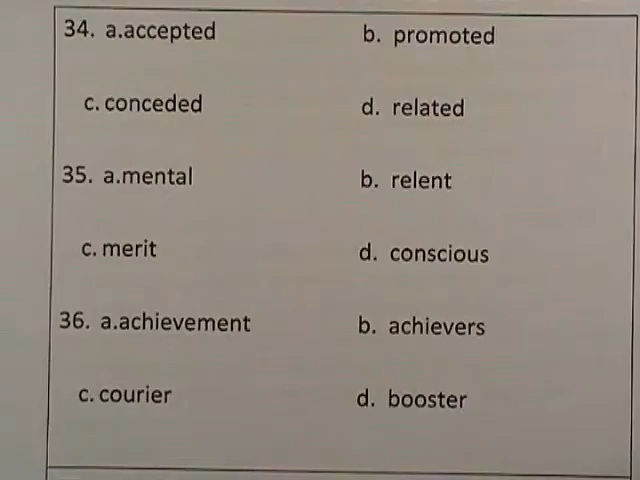 34. a.accepted b. promoted
c. conceded d. related
35. a.mental b. relent
c. merit d. conscious
36. a.achievement b. achievers
c. courier d. booster